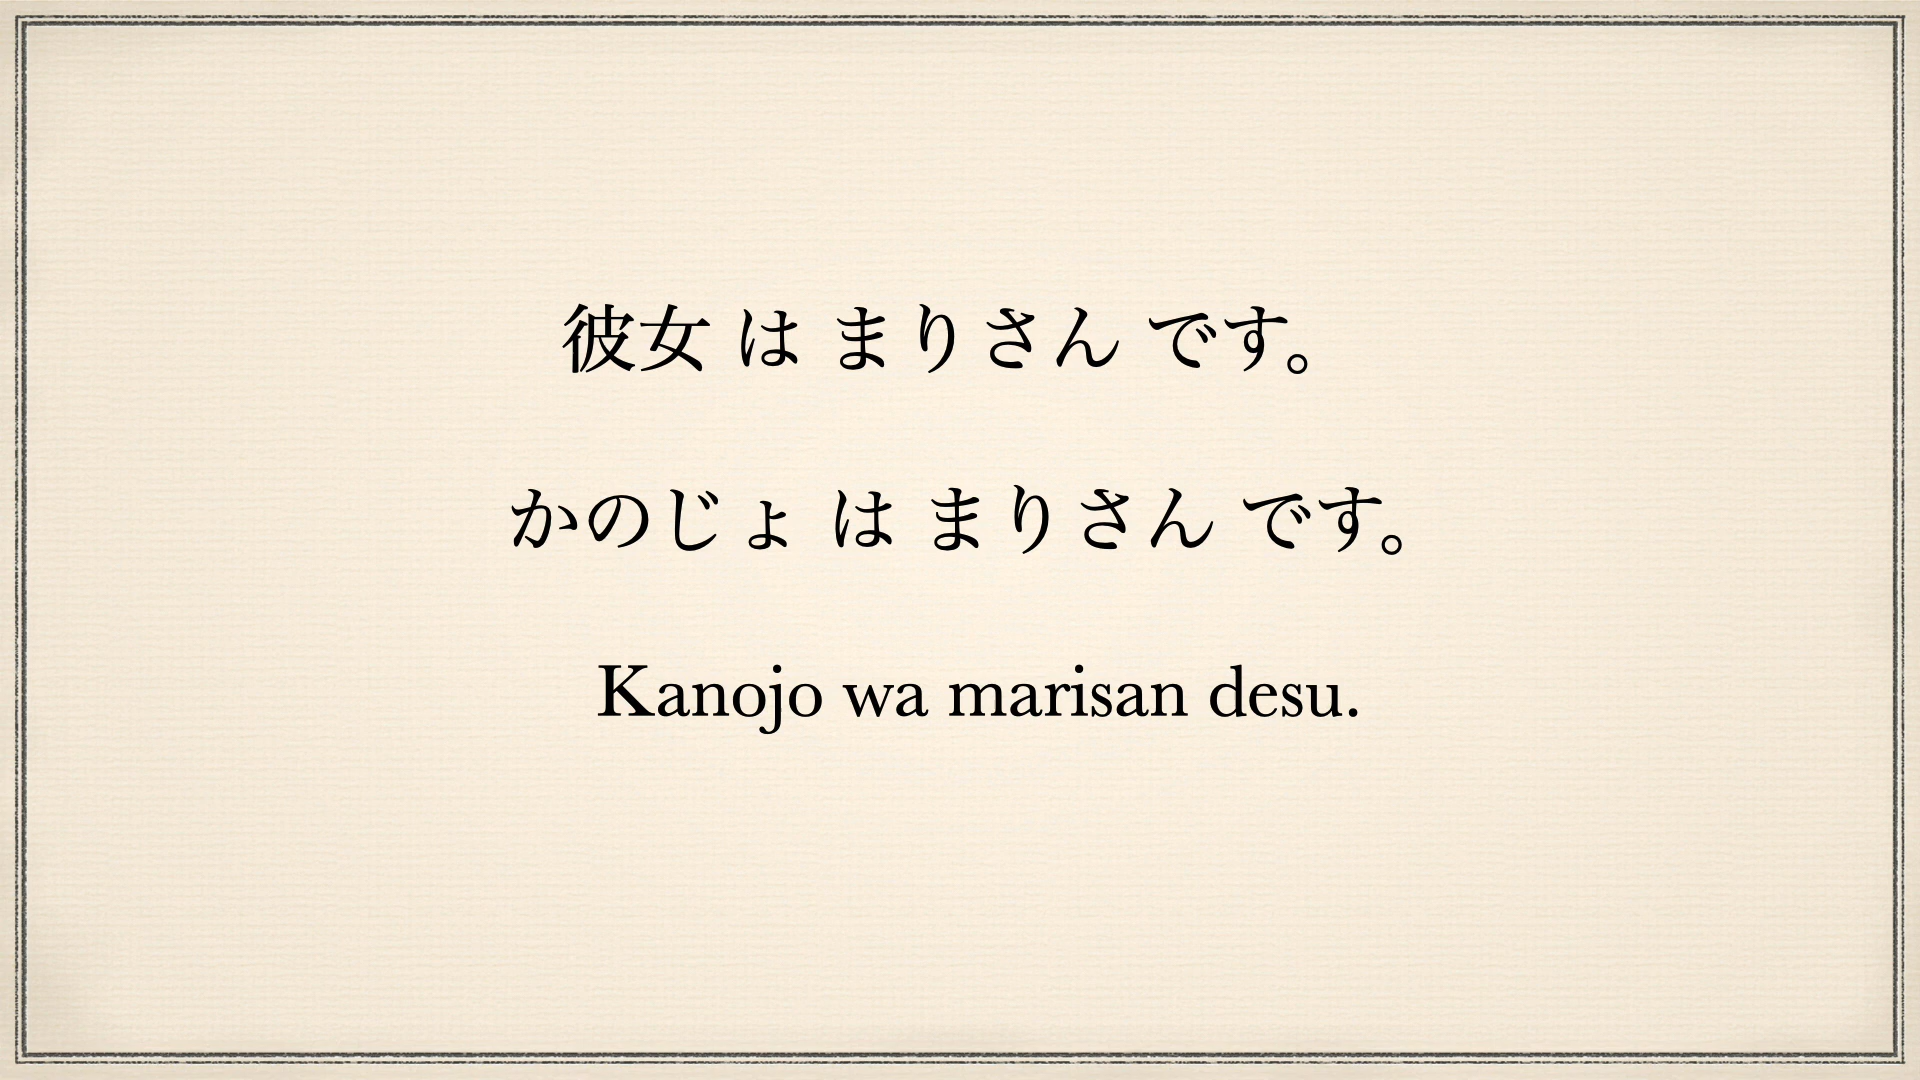 彼女 は まりさん です。
かのじょ は まりさん です。
Kanojo wa marisan desu.